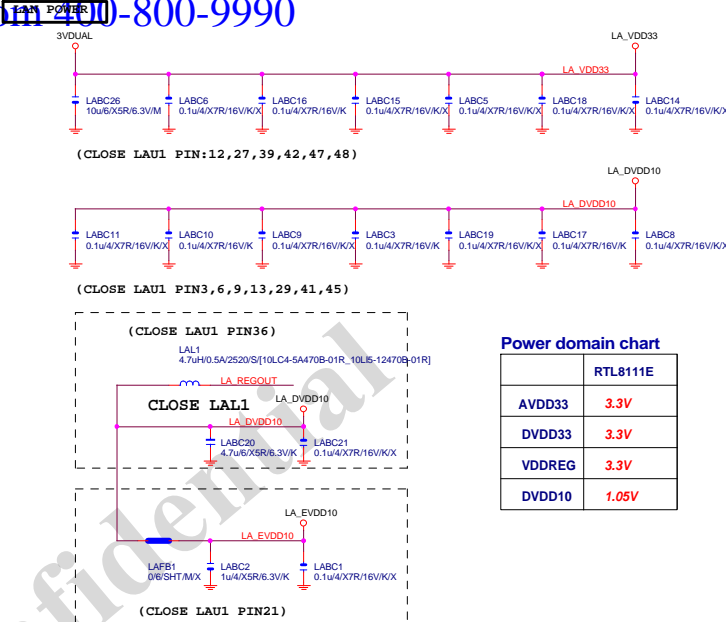 om 400-800-9990
LAN POWER
3VDUAL
LA_VDD33
LA_VDD33
LABC26
10u/6/X5R/6.3V/M
LABC6
0.1u/4/X7R/16V/K/X
LABC16
0.1u/4/X7R/16V/K
LABC15
0.1u/4/X7R/16V/K
LABC5
0.1u/4/X7R/16V/K
LABC18
0.1u/4/X7R/16V/K/X
LABC14
0.1u/4/X7R/16V/K/X
(CLOSE LAU1 PIN:12,27,39,42,47,48)
LA_DVDD10
LA_DVDD10
LABC11
0.1u/4/X7R/16V/K/X
LABC10
0.1u/4/X7R/16V/K
LABC9
0.1u/4/X7R/16V/K/X
LABC3
0.1u/4/X7R/16V/K
LABC19
0.1u/4/X7R/16V/K/X
LABC17
0.1u/4/X7R/16V/K
LABC8
0.1u/4/X7R/16V/K/X
(CLOSE LAU1 PIN3,6,9,13,29,41,45)
(CLOSE LAU1 PIN36)
LAL1
4.7uH/0.5A/2520/S/[10LC4-5A470B-01R_10LI5-12470B-01R]
LA_REGOUT
CLOSE LAL1
LA_DVDD10
LA_DVDD10
LABC20
4.7u/6/X5R/6.3V/K
LABC21
0.1u/4/X7R/16V/K/X
LA_EVDD10
LA_EVDD10
LAFB1
0/6/SHT/M/X
LABC2
1u/4/X5R/6.3V/K
LABC1
0.1u/4/X7R/16V/K/X
(CLOSE LAU1 PIN21)
Power domain chart
RTL8111E
AVDD33 3.3V
DVDD33 3.3V
VDDREG 3.3V
DVDD10 1.05V
fidential